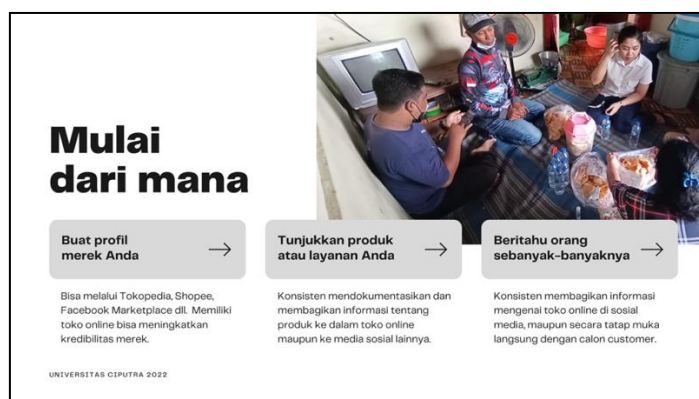 Mulai
dari mana
Buat profil
merek Anda
Bisa melalui Tokopedia, Shopee,
Facebook Marketplace dll. Memiliki
toko online bisa meningkatkan
kredibilitas merek.
Tunjukkan produk
atau layanan Anda
Konsisten mendokumentasikan dan
membagikan informasi tentang
produk ke dalam toko online
maupun ke media sosial lainnya.
Beritahu orang
sebanyak-banyaknya
Konsisten membagikan informasi
mengenai toko online di sosial
media, maupun secara tatap muka
langsung dengan calon customer.
UNIVERSITAS CIPUTRA 2022